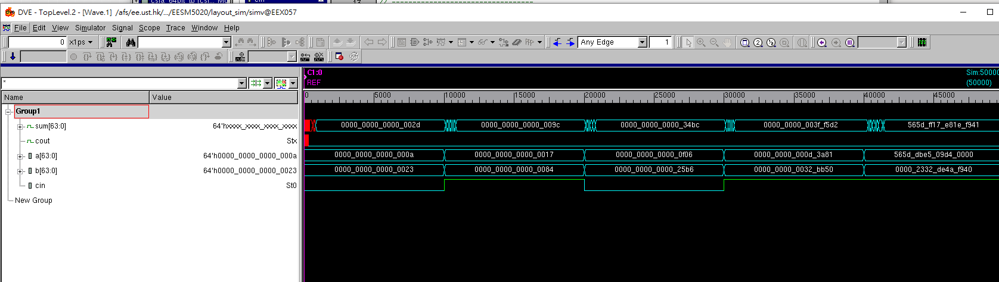 DVE - TopLevel.2 - [Wave.1] /afs/ee.ust.hk/.../EESM5020/layout_sim/simv@EEX057
File Edit View Simulator Signal Scope Trace Window Help
0 x1ps Any Edge 1
*
C1:0
REF
Sim:50000
(50000)
Name Value
0 5000 10000 15000 20000 25000 30000 35000 40000 45000
Group1
sum[63:0] 64'hxxxx_xxxx_xxxx_xxxx 0000_0000_0000_002d 0000_0000_0000_009c 0000_0000_0000_34bc 0000_0000_003f_f5d2 565d_ff17_e81e_f941
cout Stx
a[63:0] 64'h0000_0000_0000_000a 0000_0000_0000_000a 0000_0000_0000_0017 0000_0000_0000_0f06 0000_0000_000d_3a81 565d_dbe5_09d4_0000
b[63:0] 64'h0000_0000_0000_0023 0000_0000_0000_0023 0000_0000_0000_0084 0000_0000_0000_25b6 0000_0000_0032_bb50 0000_2332_de4a_f940
cin St0
New Group